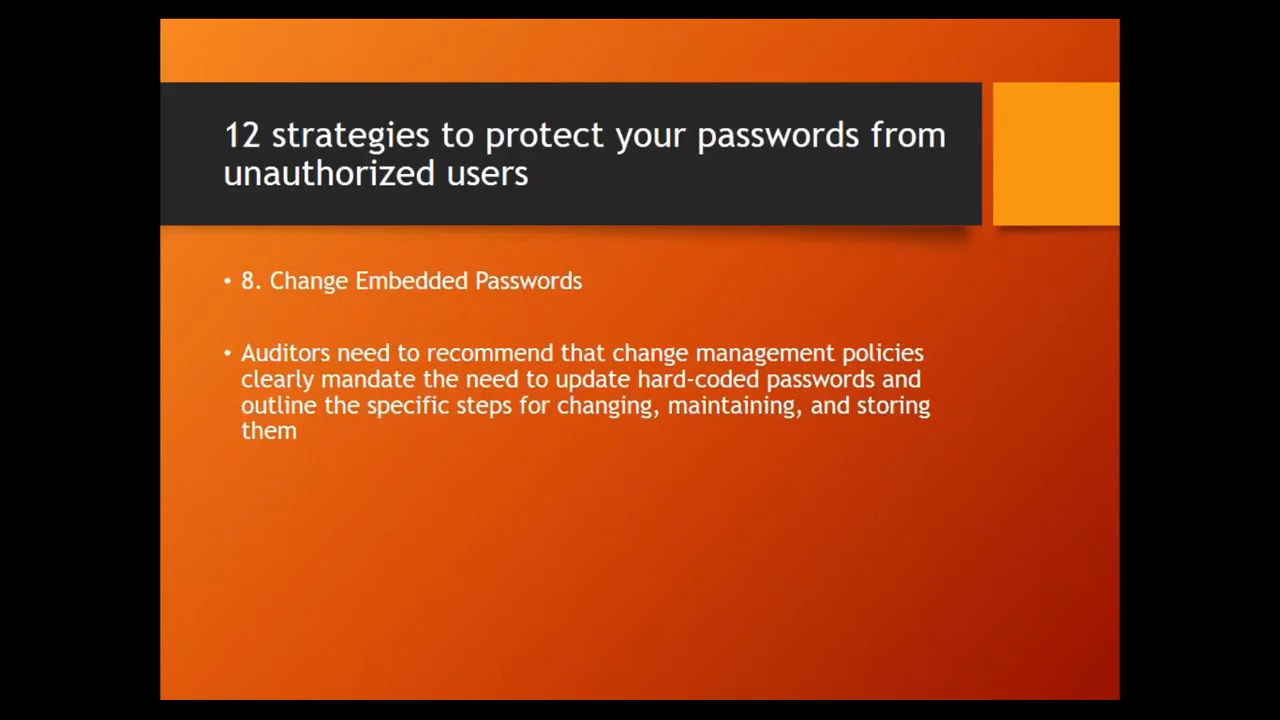 12 strategies to protect your passwords from
unauthorized users
• 8. Change Embedded Passwords
• Auditors need to recommend that change management policies
clearly mandate the need to update hard-coded passwords and
outline the specific steps for changing, maintaining, and storing
them